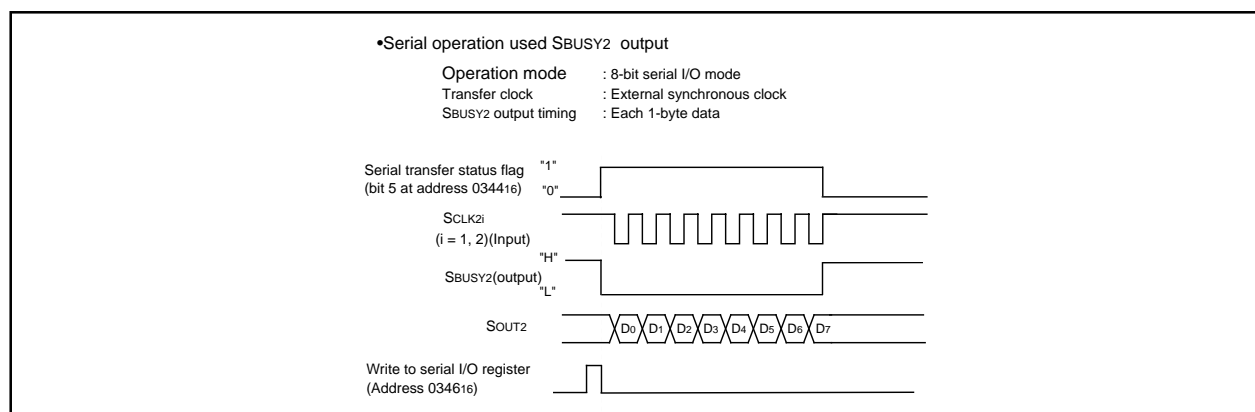 •Serial operation used SBUSY2 output
Operation mode : 8-bit serial I/O mode
Transfer clock : External synchronous clock
SBUSY2 output timing : Each 1-byte data
Serial transfer status flag "1"
(bit 5 at address 034416) "0"
SCLK2i
(i = 1, 2)(Input)
"H"
SBUSY2(output)
"L"
SOUT2 D0 D1 D2 D3 D4 D5 D6 D7
Write to serial I/O register
(Address 034616)